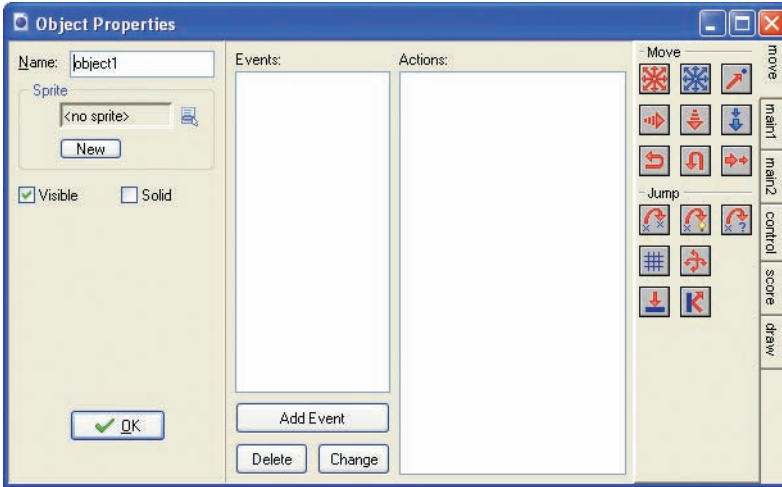 Object Properties
Name: object1
Sprite
<no sprite>
New
Visible
Solid
OK
Events:
Add Event
Delete
Change
Actions:
Move
Jump
move
main1
main2
control
score
draw